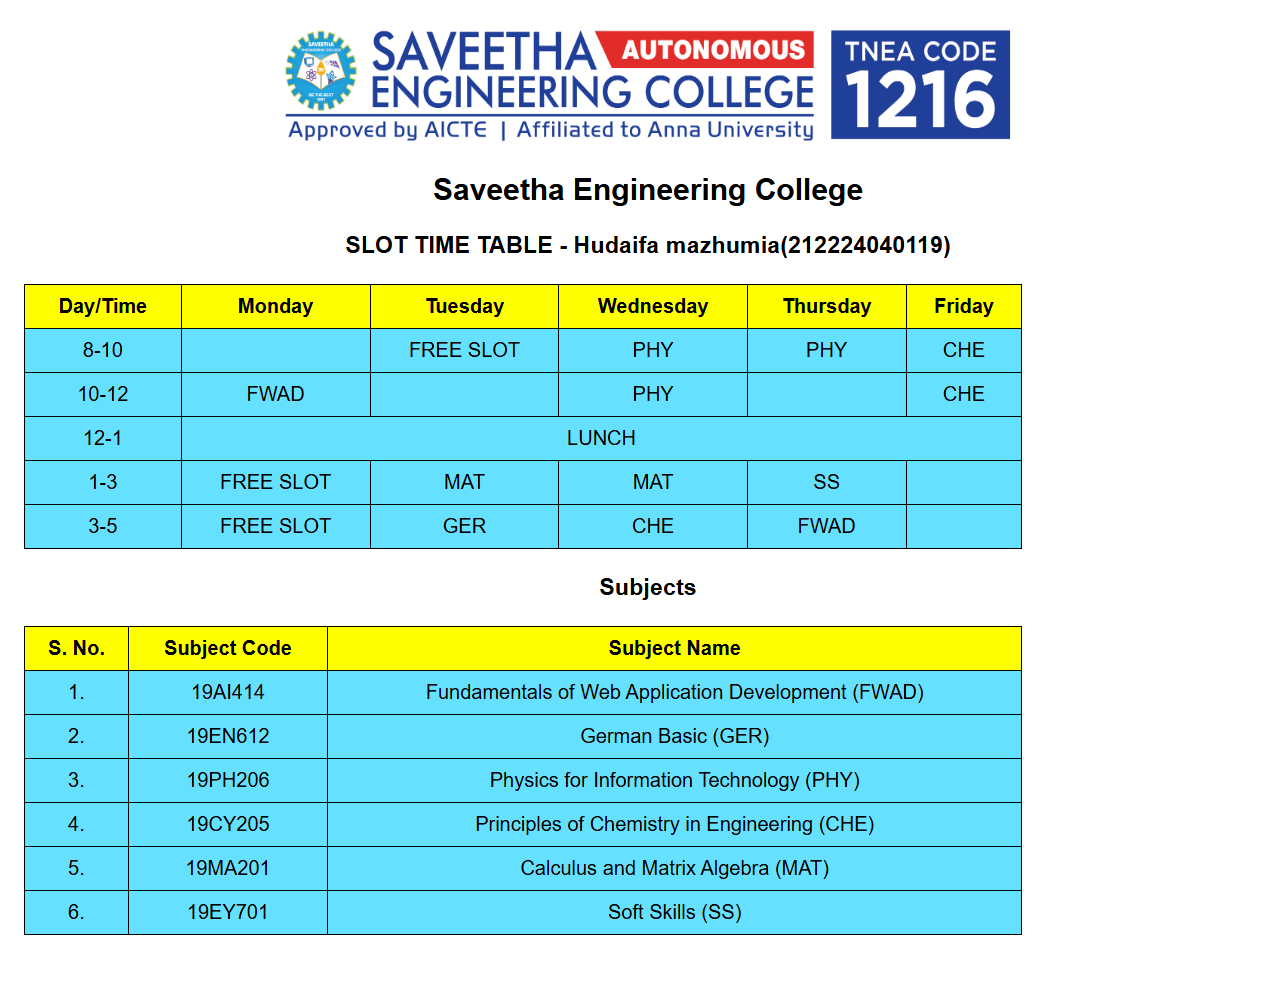 SAVEETHA AUTONOMOUS
ENGINEERING COLLEGE
Approved by AICTE | Affiliated to Anna University
TNEA CODE
1216
Saveetha Engineering College
SLOT TIME TABLE - Hudaifa mazhumia(212224040119)
Day/Time Monday Tuesday Wednesday Thursday Friday
8-10 FREE SLOT PHY PHY CHE
10-12 FWAD PHY CHE
12-1 LUNCH
1-3 FREE SLOT MAT MAT SS
3-5 FREE SLOT GER CHE FWAD
Subjects
S. No. Subject Code Subject Name
1. 19AI414 Fundamentals of Web Application Development (FWAD)
2. 19EN612 German Basic (GER)
3. 19PH206 Physics for Information Technology (PHY)
4. 19CY205 Principles of Chemistry in Engineering (CHE)
5. 19MA201 Calculus and Matrix Algebra (MAT)
6. 19EY701 Soft Skills (SS)